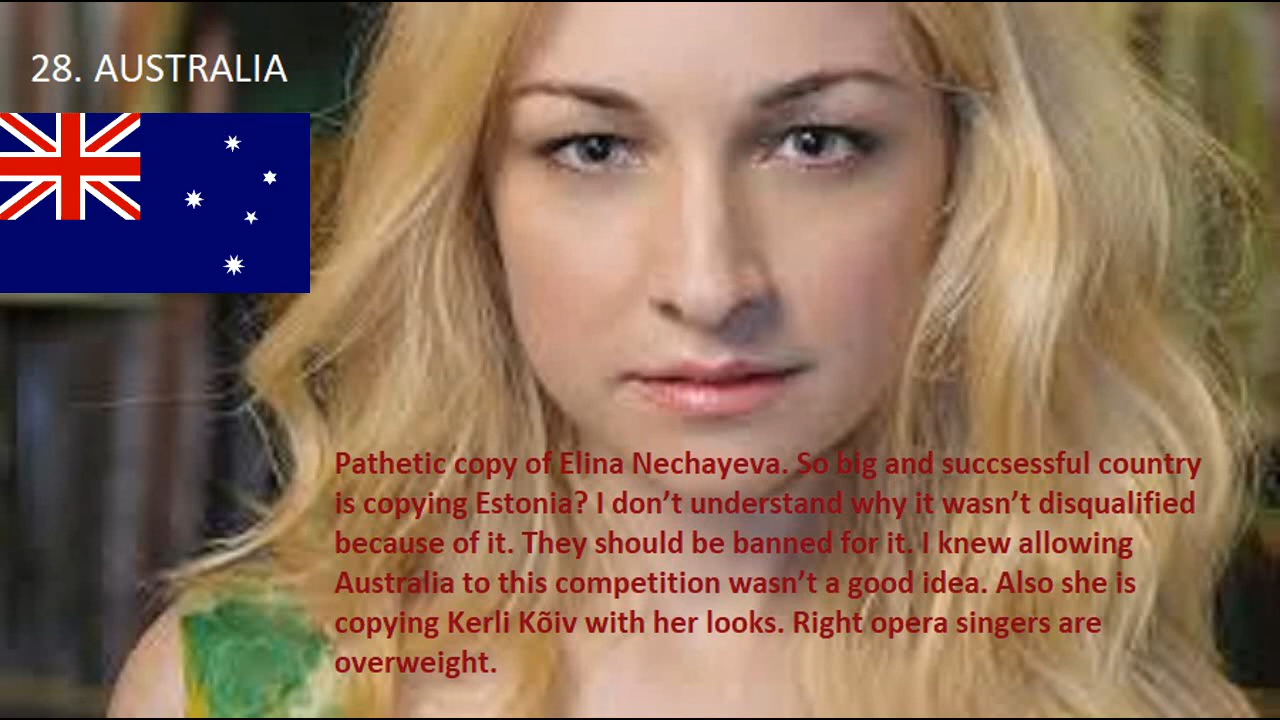 28. AUSTRALIA
Pathetic copy of Elina Nechayeva. So big and succsessful country
is copying Estonia? I don’t understand why it wasn’t disqualified
because of it. They should be banned for it. I knew allowing
Australia to this competition wasn’t a good idea. Also she is
copying Kerli Kõiv with her looks. Right opera singers are
overweight.